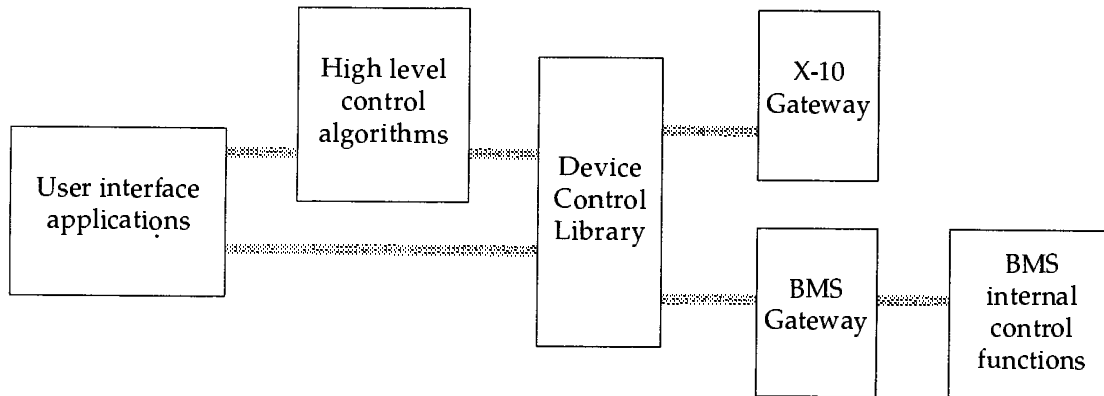 User interface
applications
High level
control
algorithms
Device
Control
Library
X-10
Gateway
BMS
Gateway
BMS
internal
control
functions